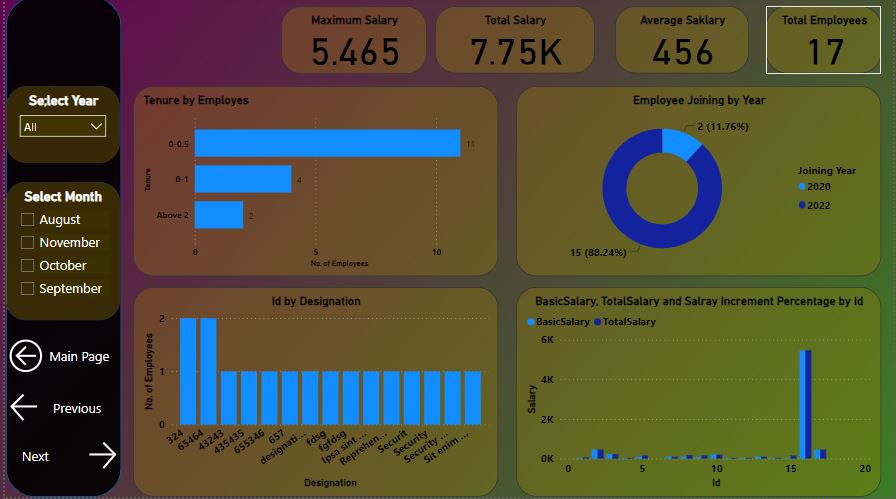 Maximum Salary
5.465
Total Salary
7.75K
Average Saklary
456
Total Employees
17
Se;lect Year
All
Select Month
August
November
October
September
Main Page
Previous
Next
Tenure by Employes
Tenure
0-0.5
11
0-1
4
Above 2
2
0
5
10
No. of Employees
Employee Joining by Year
2 (11.76%)
15 (88.24%)
Joining Year
2020
2022
Id by Designation
No. of Employees
2
1
0
324
65464
43243
435435
655346
657
designati...
fdsg
fgfdsg
Ipsa sint ...
Reprehen...
Securit
Security
Security ...
Sit enim ...
Designation
BasicSalary, TotalSalary and Salray Increment Percentage by Id
BasicSalary TotalSalary
Salary
6K
4K
2K
0K
0
5
10
15
20
Id